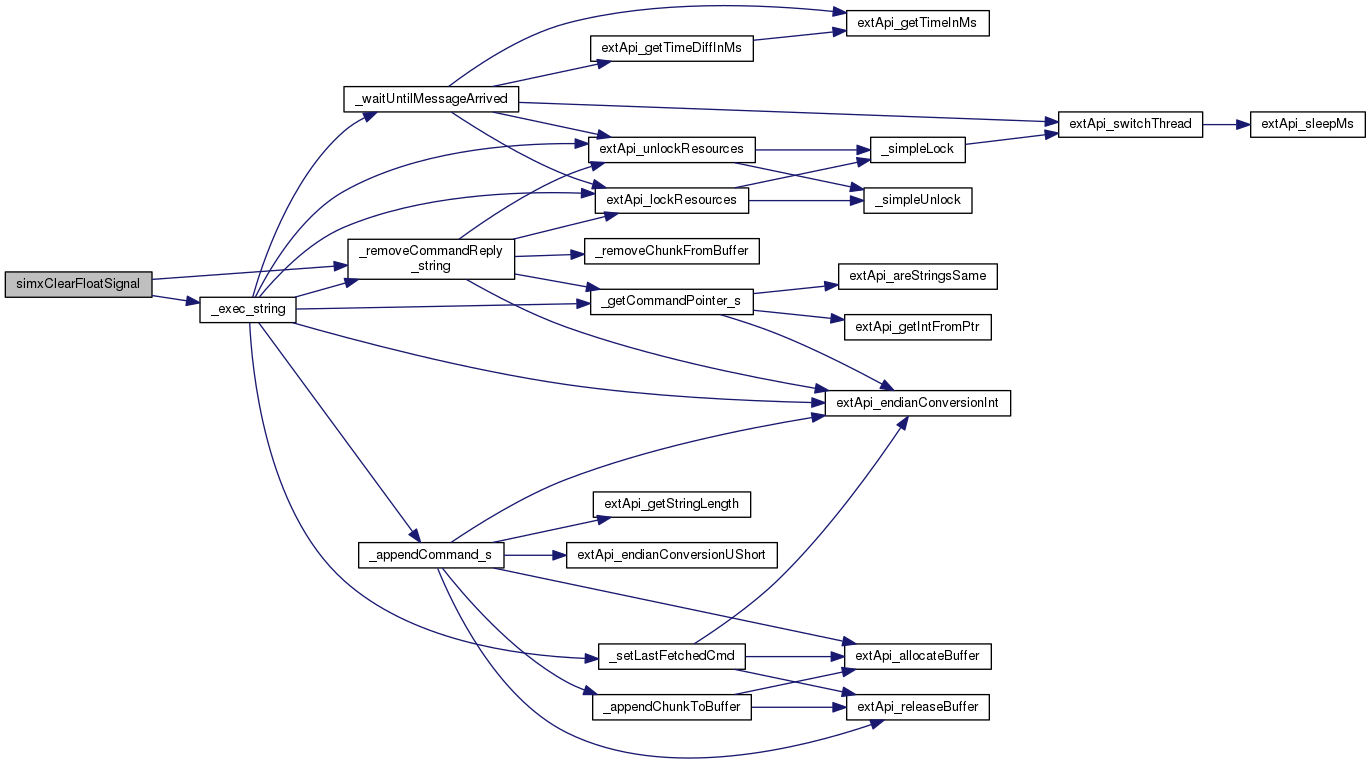 extApi_getTimeInMs
extApi_getTimeDiffInMs
_waitUntilMessageArrived
extApi_switchThread
extApi_sleepMs
extApi_unlockResources
_simpleLock
extApi_lockResources
_simpleUnlock
_removeCommandReply
_string
_removeChunkFromBuffer
simxClearFloatSignal
extApi_areStringsSame
_exec_string
_getCommandPointer_s
extApi_getIntFromPtr
extApi_endianConversionInt
extApi_getStringLength
_appendCommand_s
extApi_endianConversionUShort
_setLastFetchedCmd
extApi_allocateBuffer
_appendChunkToBuffer
extApi_releaseBuffer